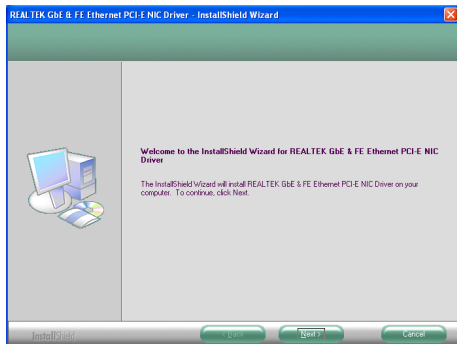 REALTEK GbE & FE Ethernet PCI-E NIC Driver - InstallShield Wizard
Welcome to the InstallShield Wizard for REALTEK GbE & FE Ethernet PCI-E NIC
Driver
The InstallShield Wizard will install REALTEK GbE & FE Ethernet PCI-E NIC Driver on your
computer. To continue, click Next.
InstallShield
< Back
Next >
Cancel